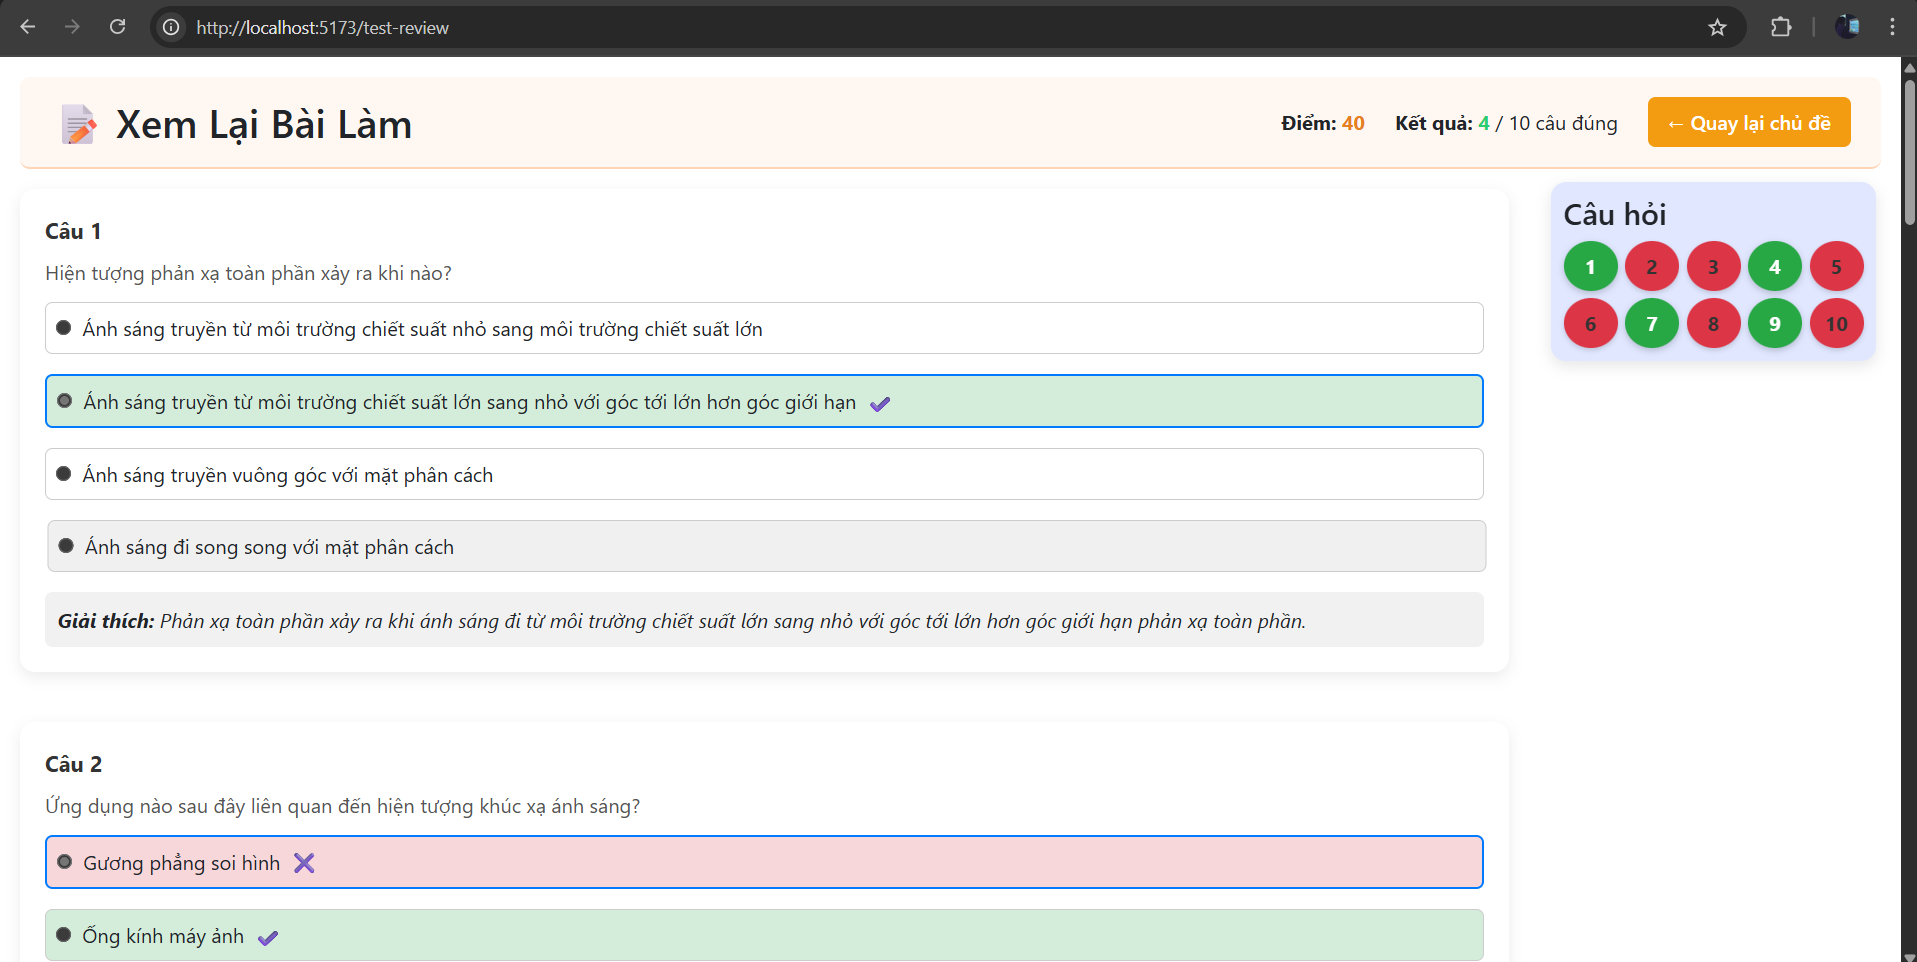 http://localhost:5173/test-review
Xem Lại Bài Làm
Điểm: 40 Kết quả: 4 / 10 câu đúng ← Quay lại chủ đề
Câu 1
Hiện tượng phản xạ toàn phần xảy ra khi nào?
Ánh sáng truyền từ môi trường chiết suất nhỏ sang môi trường chiết suất lớn
Ánh sáng truyền từ môi trường chiết suất lớn sang nhỏ với góc tới lớn hơn góc giới hạn
Ánh sáng truyền vuông góc với mặt phân cách
Ánh sáng đi song song với mặt phân cách
Giải thích: Phản xạ toàn phần xảy ra khi ánh sáng đi từ môi trường chiết suất lớn sang nhỏ với góc tới lớn hơn góc giới hạn phản xạ toàn phần.
Câu 2
Ứng dụng nào sau đây liên quan đến hiện tượng khúc xạ ánh sáng?
Gương phẳng soi hình
Ống kính máy ảnh
Câu hỏi
1 2 3 4 5
6 7 8 9 10